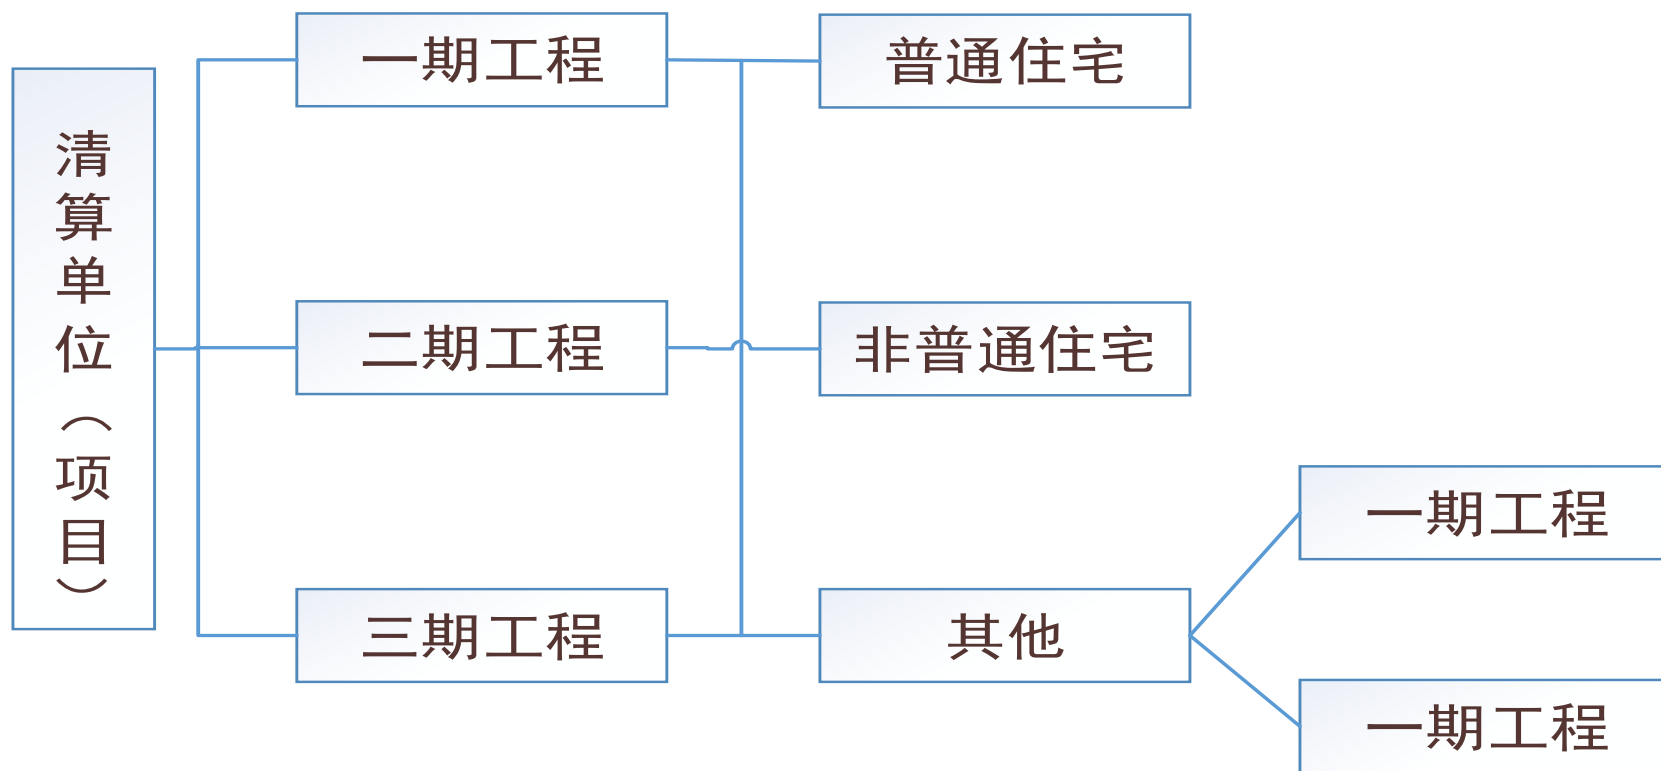 清算单位（项目）
一期工程
二期工程
三期工程
普通住宅
非普通住宅
其他
一期工程
一期工程